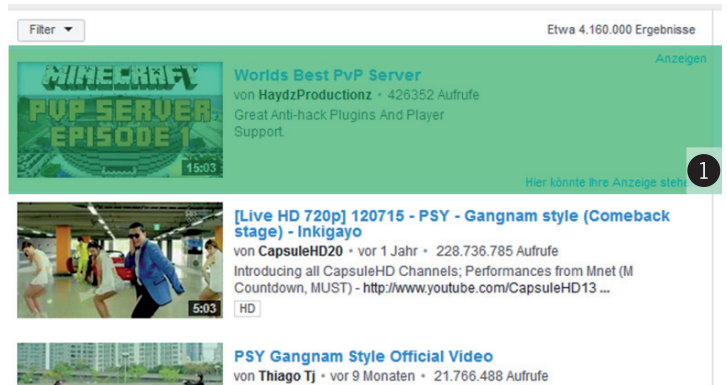 Filter
Etwa 4.160.000 Ergebnisse
Anzeigen
MINECRAFT
PVP SERVER
EPISODE 1
15:03
Worlds Best PvP Server
von HaydzProductionz • 426352 Aufrufe
Great Anti-hack Plugins And Player
Support.
Hier könnte Ihre Anzeige
1
[Live HD 720p] 120715 - PSY - Gangnam style (Comeback
stage) - Inkigayo
von CapsuleHD20 • vor 1 Jahr • 228.736.785 Aufrufe
Introducing all CapsuleHD Channels; Performances from Mnet (M
Countdown, MUST) - http://www.youtube.com/CapsuleHD13 ...
HD
5:03
PSY Gangnam Style Official Video
von Thiago Tj • vor 9 Monaten • 21.766.488 Aufrufe